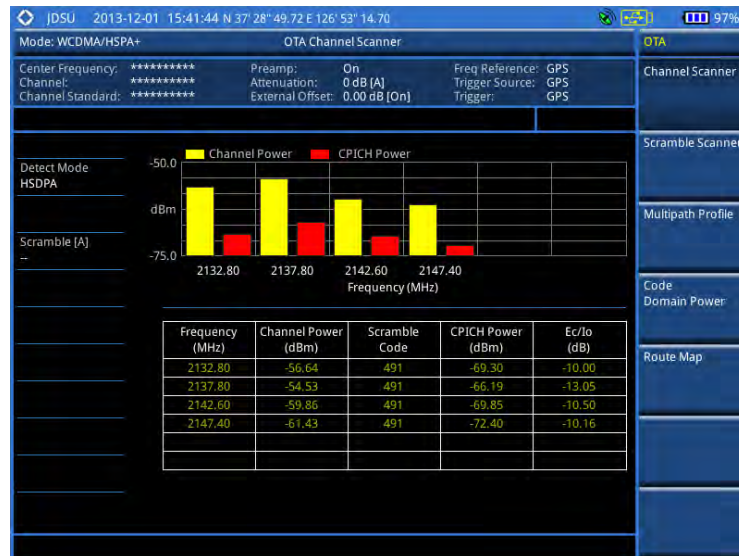 JDSU 2013-12-01 15:41:44 N 37' 28" 49.72 E 126' 53" 14.70 97%
Mode: WCDMA/HSPA+ OTA Channel Scanner OTA
Center Frequency: ********** Preamp: On Freq Reference: GPS
Channel: ********** Attenuation: 0 dB [A] Trigger Source: GPS
Channel Standard: ********** External Offset: 0.00 dB [On] Trigger: GPS
Channel Scanner
Scramble Scanner
Multipath Profile
Code
Domain Power
Route Map
Detect Mode
HSDPA
Scramble [A]
--
Channel Power CPICH Power
-50.0
dBm
-75.0
2132.80 2137.80 2142.60 2147.40
Frequency (MHz)
Frequency (MHz) Channel Power (dBm) Scramble Code CPICH Power (dBm) Ec/Io (dB)
2132.80 -56.64 491 -69.30 -10.00
2137.80 -54.53 491 -66.19 -13.05
2142.60 -59.86 491 -69.85 -10.50
2147.40 -61.43 491 -72.40 -10.16